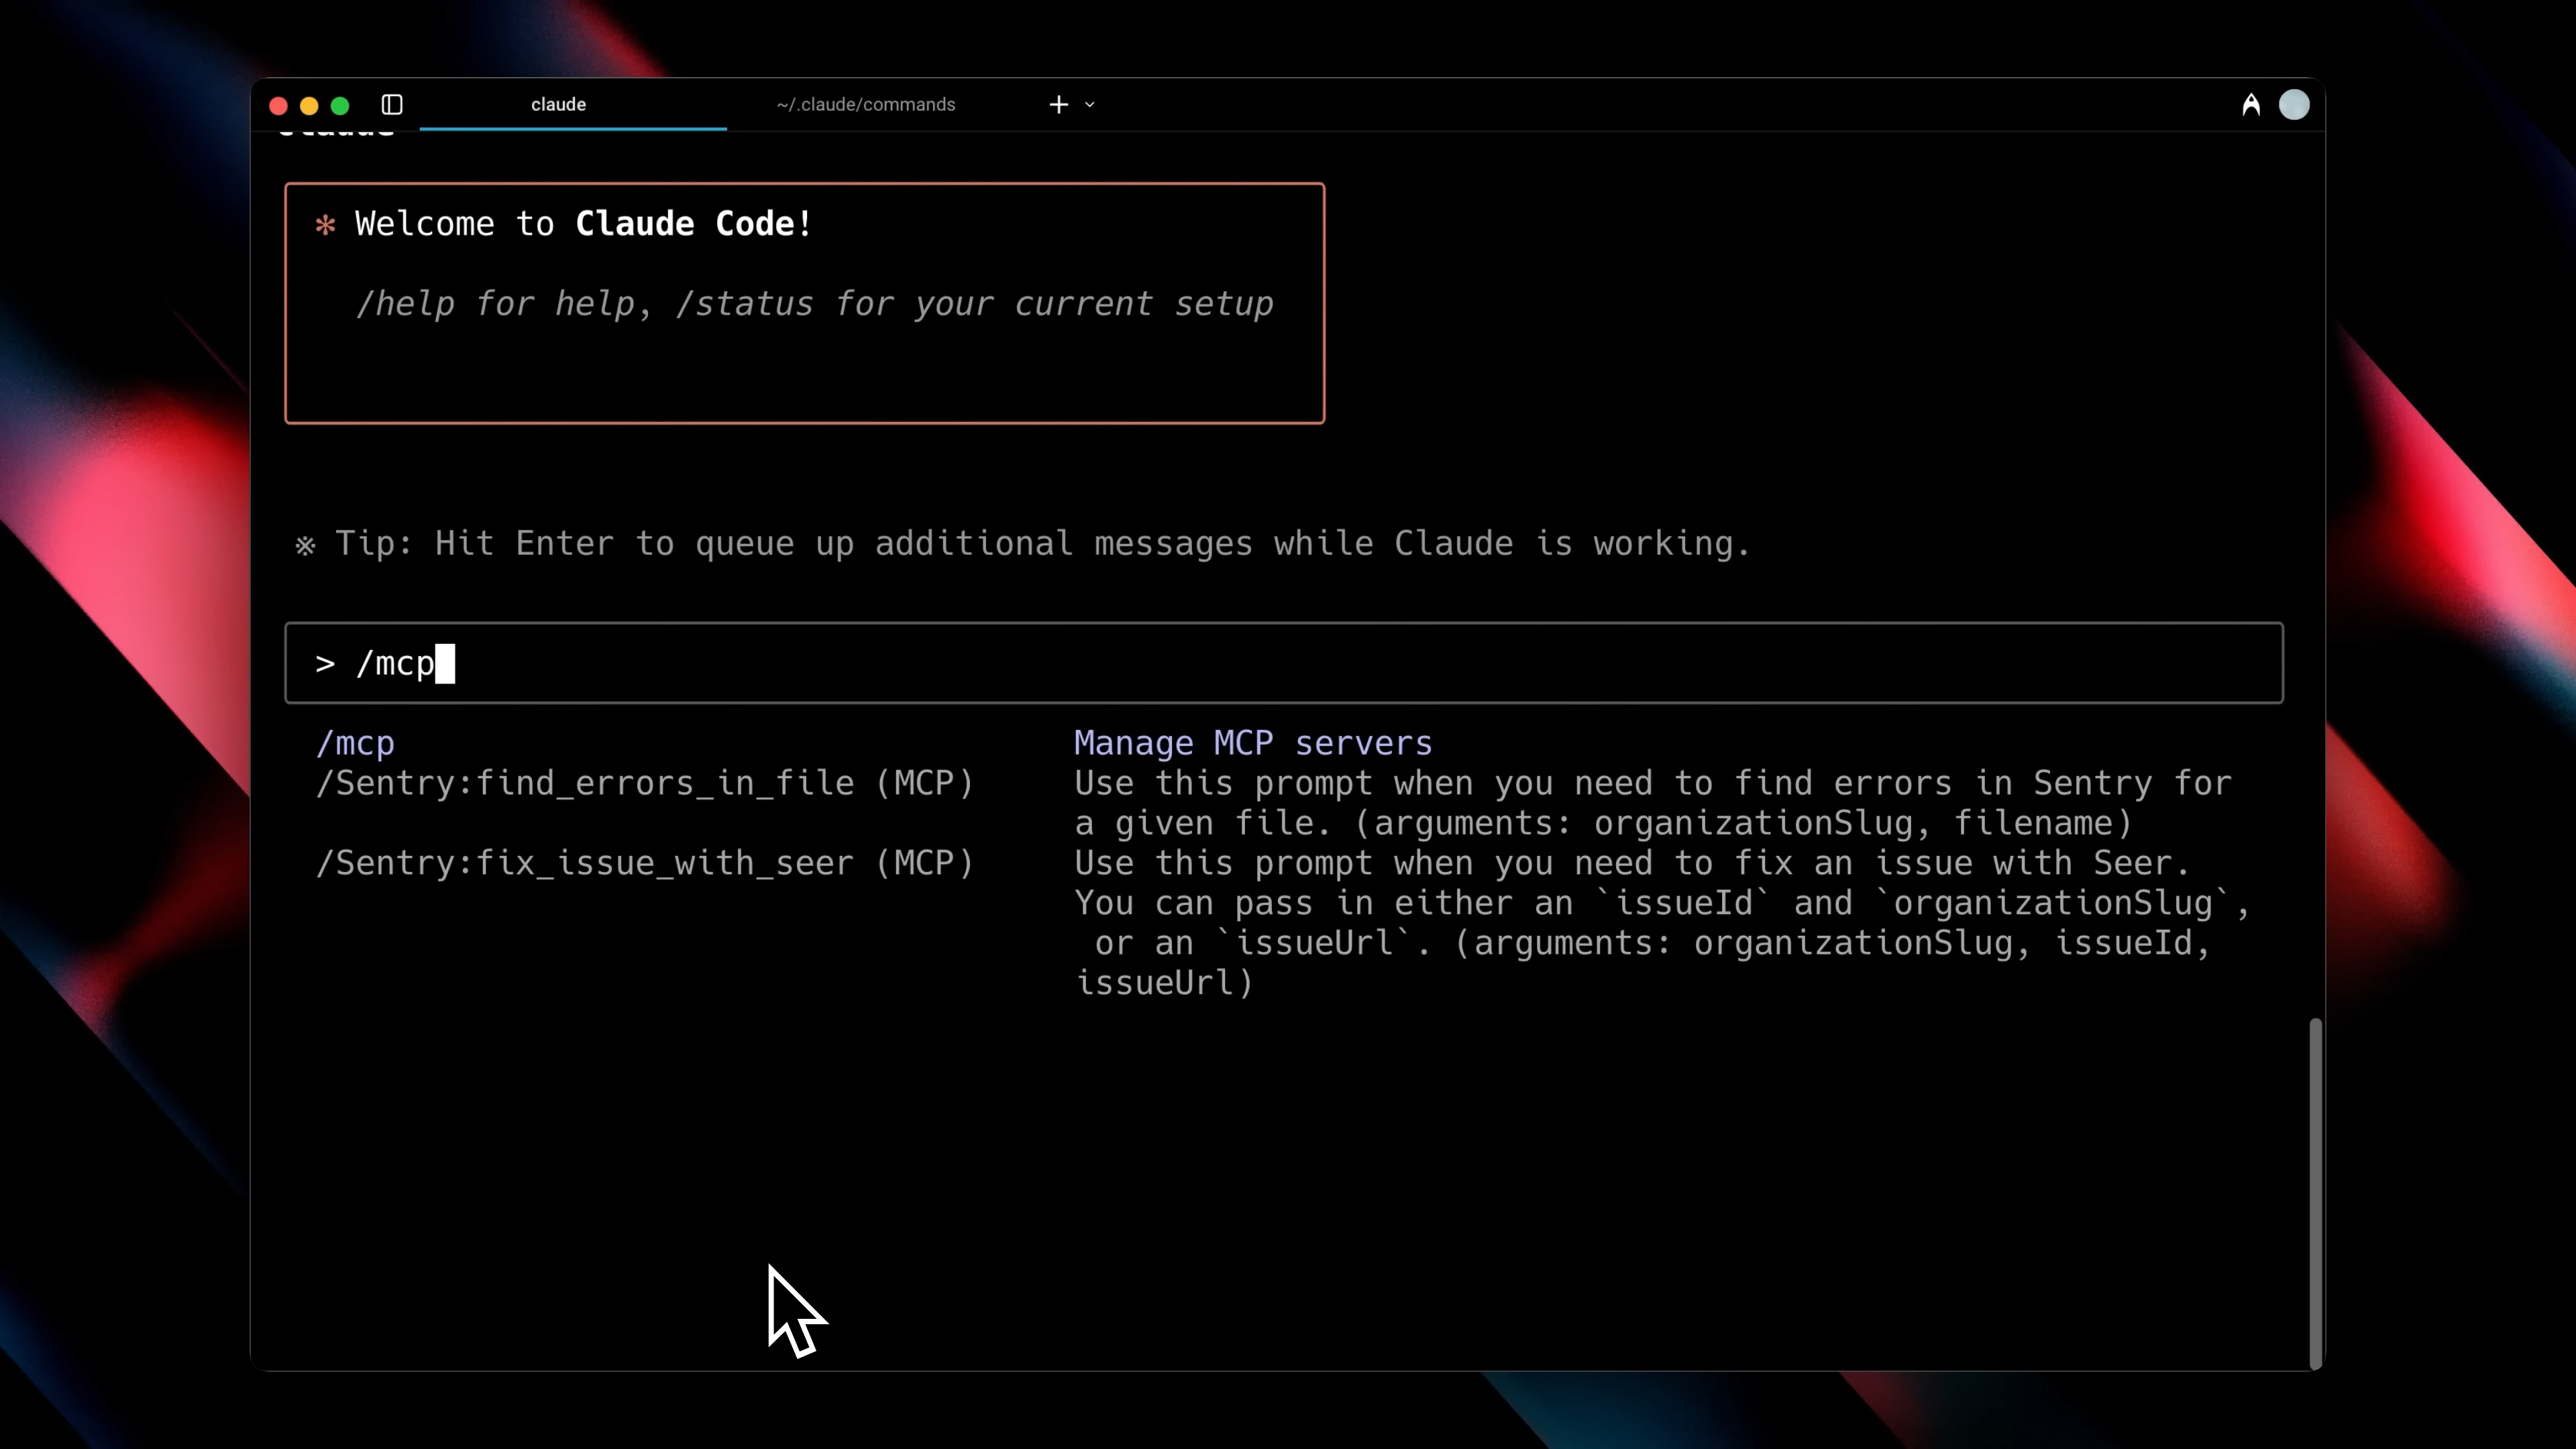 claude
~/.claude/commands
claude
✻ Welcome to Claude Code!
/help for help, /status for your current setup
※ Tip: Hit Enter to queue up additional messages while Claude is working.
> /mcp
/mcp Manage MCP servers
/Sentry:find_errors_in_file (MCP) Use this prompt when you need to find errors in Sentry for
a given file. (arguments: organizationSlug, filename)
/Sentry:fix_issue_with_seer (MCP) Use this prompt when you need to fix an issue with Seer.
You can pass in either an `issueId` and `organizationSlug`,
or an `issueUrl`. (arguments: organizationSlug, issueId,
issueUrl)